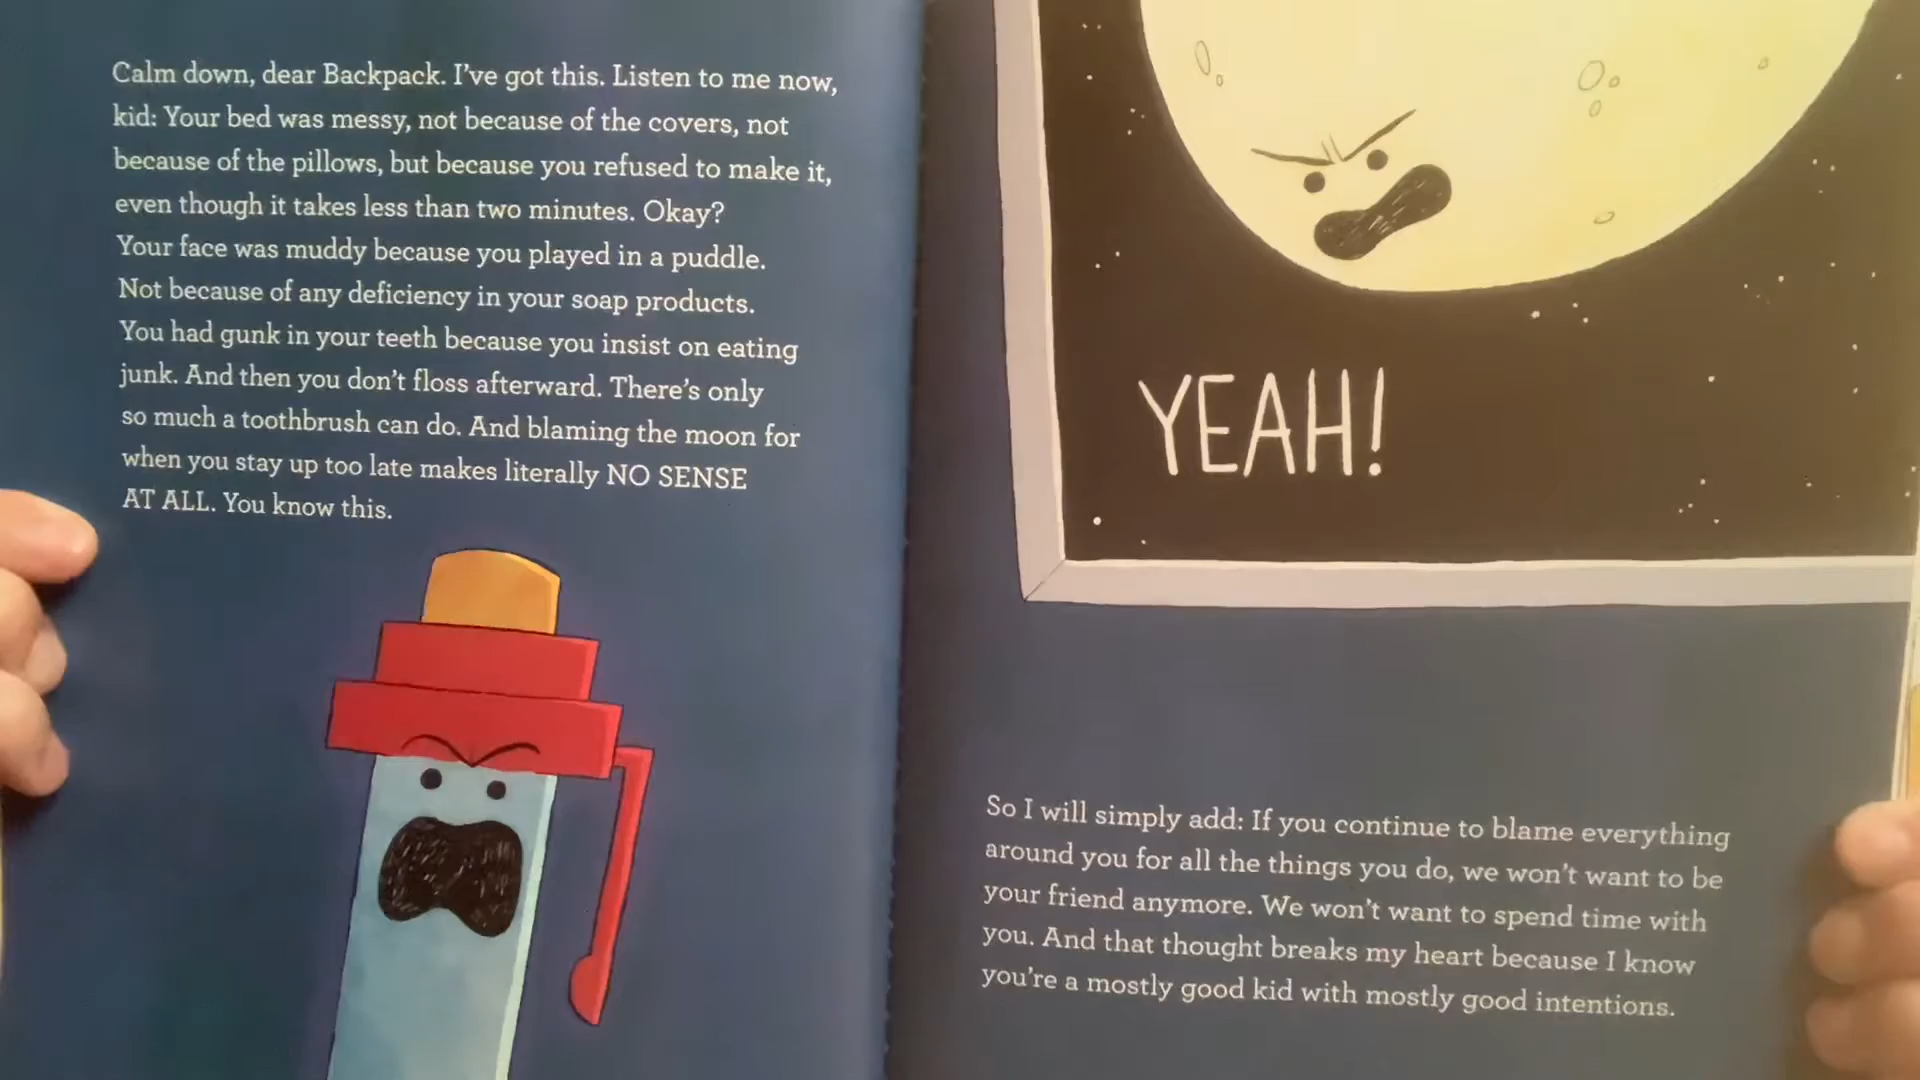 Calm down, dear Backpack. I've got this. Listen to me now,
kid: Your bed was messy, not because of the covers, not
because of the pillows, but because you refused to make it,
even though it takes less than two minutes. Okay?
Your face was muddy because you played in a puddle.
Not because of any deficiency in your soap products.
You had gunk in your teeth because you insist on eating
junk. And then you don't floss afterward. There's only
so much a toothbrush can do. And blaming the moon for
when you stay up too late makes literally NO SENSE
AT ALL. You know this.
YEAH!
So I will simply add: If you continue to blame everything
around you for all the things you do, we won't want to be
your friend anymore. We won't want to spend time with
you. And that thought breaks my heart because I know
you're a mostly good kid with mostly good intentions.